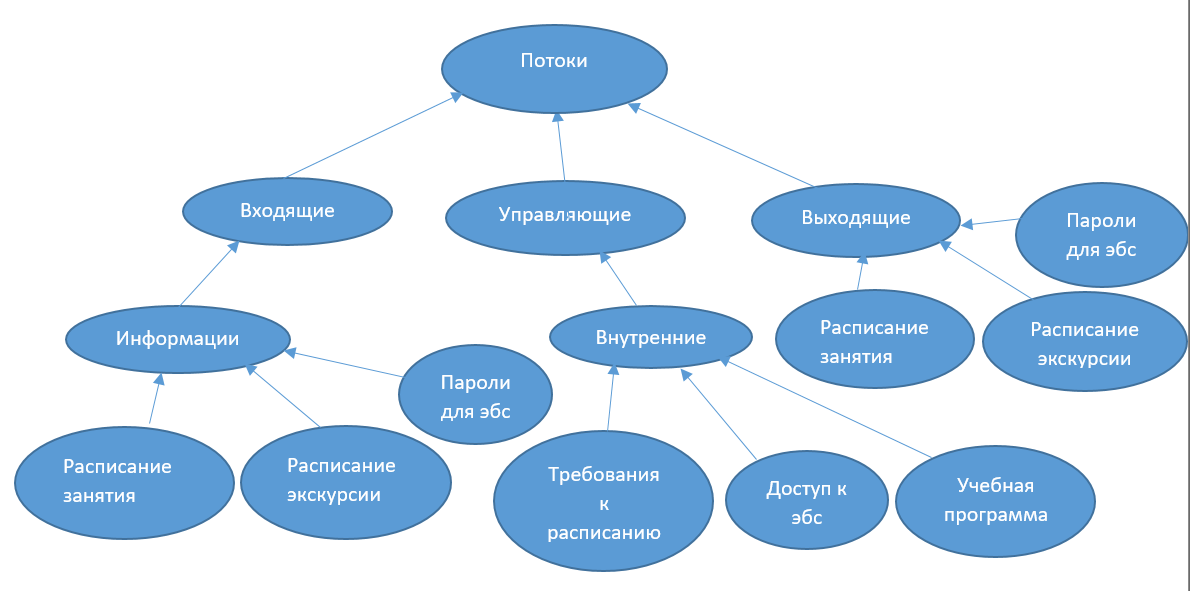 Потоки
Входящие
Управляющие
Выходящие
Пароли
для эбс
Информации
Внутренние
Расписание
занятия
Расписание
экскурсии
Пароли
для эбс
Расписание
занятия
Расписание
экскурсии
Требования
к
расписанию
Доступ к
эбс
Учебная
программа